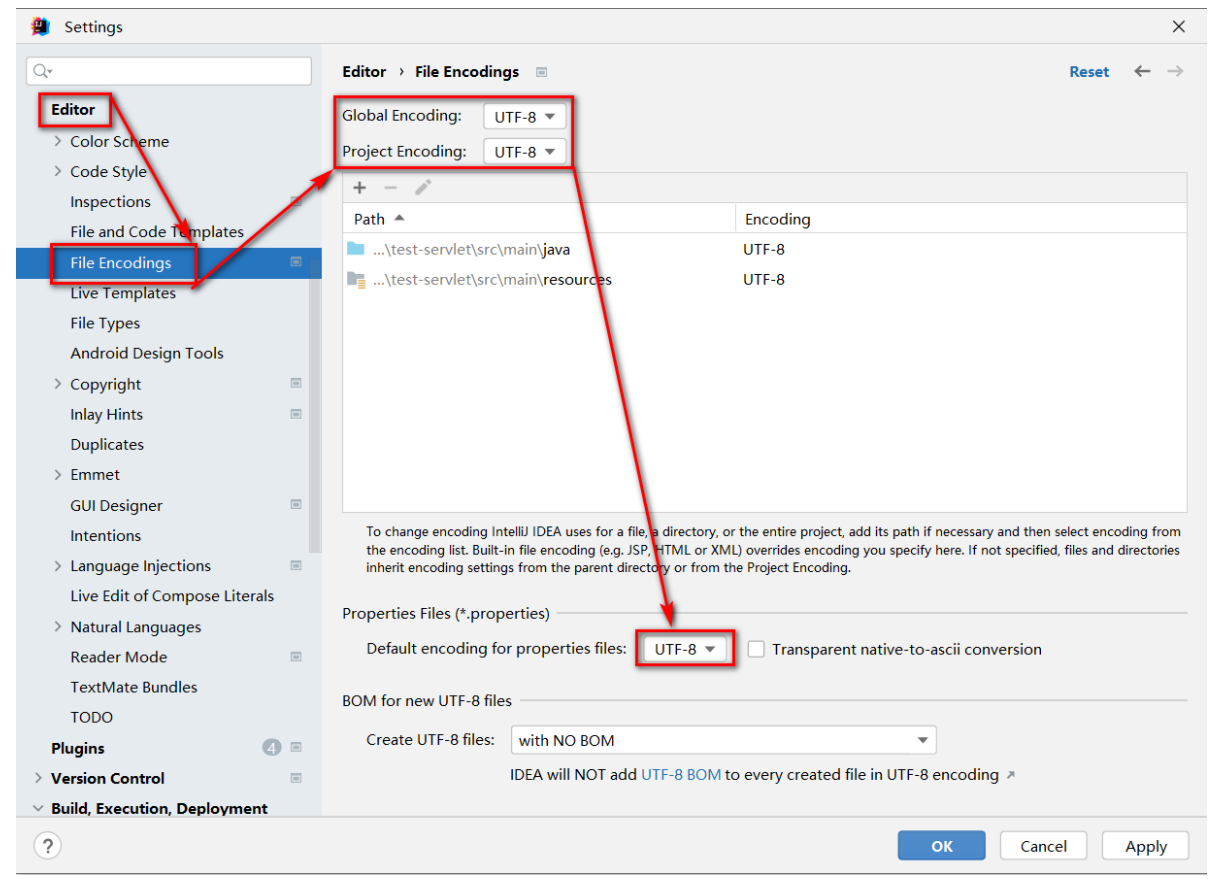 Settings
Editor › File Encodings
Reset
Editor
Color Scheme
Code Style
Inspections
File and Code Templates
File Encodings
Live Templates
File Types
Android Design Tools
Copyright
Inlay Hints
Duplicates
Emmet
GUI Designer
Intentions
Language Injections
Live Edit of Compose Literals
Natural Languages
Reader Mode
TextMate Bundles
TODO
Plugins 4
Version Control
Build, Execution, Deployment
Global Encoding: UTF-8
Project Encoding: UTF-8
Path Encoding
...\test-servlet\src\main\java UTF-8
...\test-servlet\src\main\resources UTF-8
To change encoding IntelliJ IDEA uses for a file, a directory, or the entire project, add its path if necessary and then select encoding from
the encoding list. Built-in file encoding (e.g. JSP, HTML or XML) overrides encoding you specify here. If not specified, files and directories
inherit encoding settings from the parent directory or from the Project Encoding.
Properties Files (*.properties)
Default encoding for properties files: UTF-8 Transparent native-to-ascii conversion
BOM for new UTF-8 files
Create UTF-8 files: with NO BOM
IDEA will NOT add UTF-8 BOM to every created file in UTF-8 encoding
? OK Cancel Apply